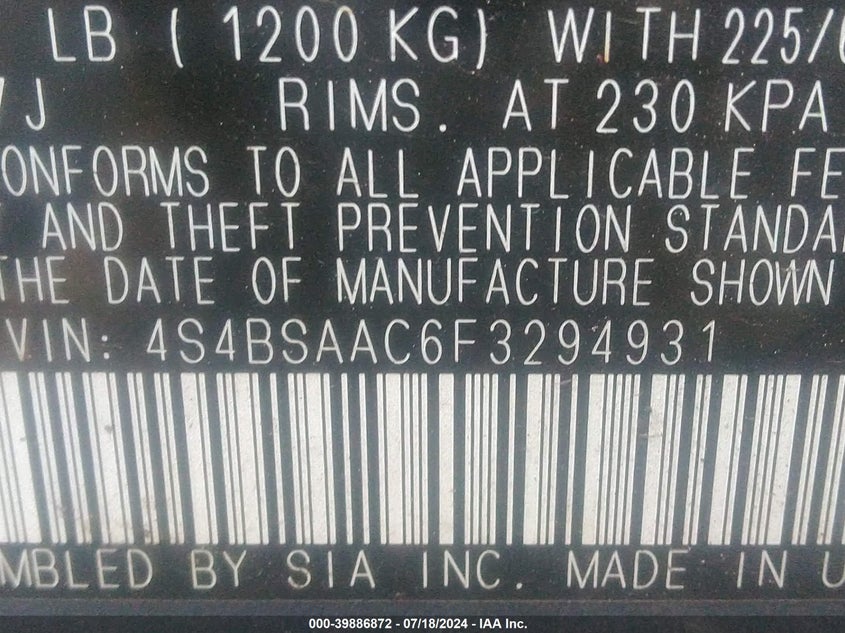 LB ( 1200 KG) WITH 225/
J RIMS. AT 230 KPA
CONFORMS TO ALL APPLICABLE FE
AND THEFT PREVENTION STANDA
THE DATE OF MANUFACTURE SHOWN
VIN: 4S4BSAAC6F3294931
MBLED BY SIA INC. MADE IN U
000-39886872 - 07/18/2024 - IAA Inc.